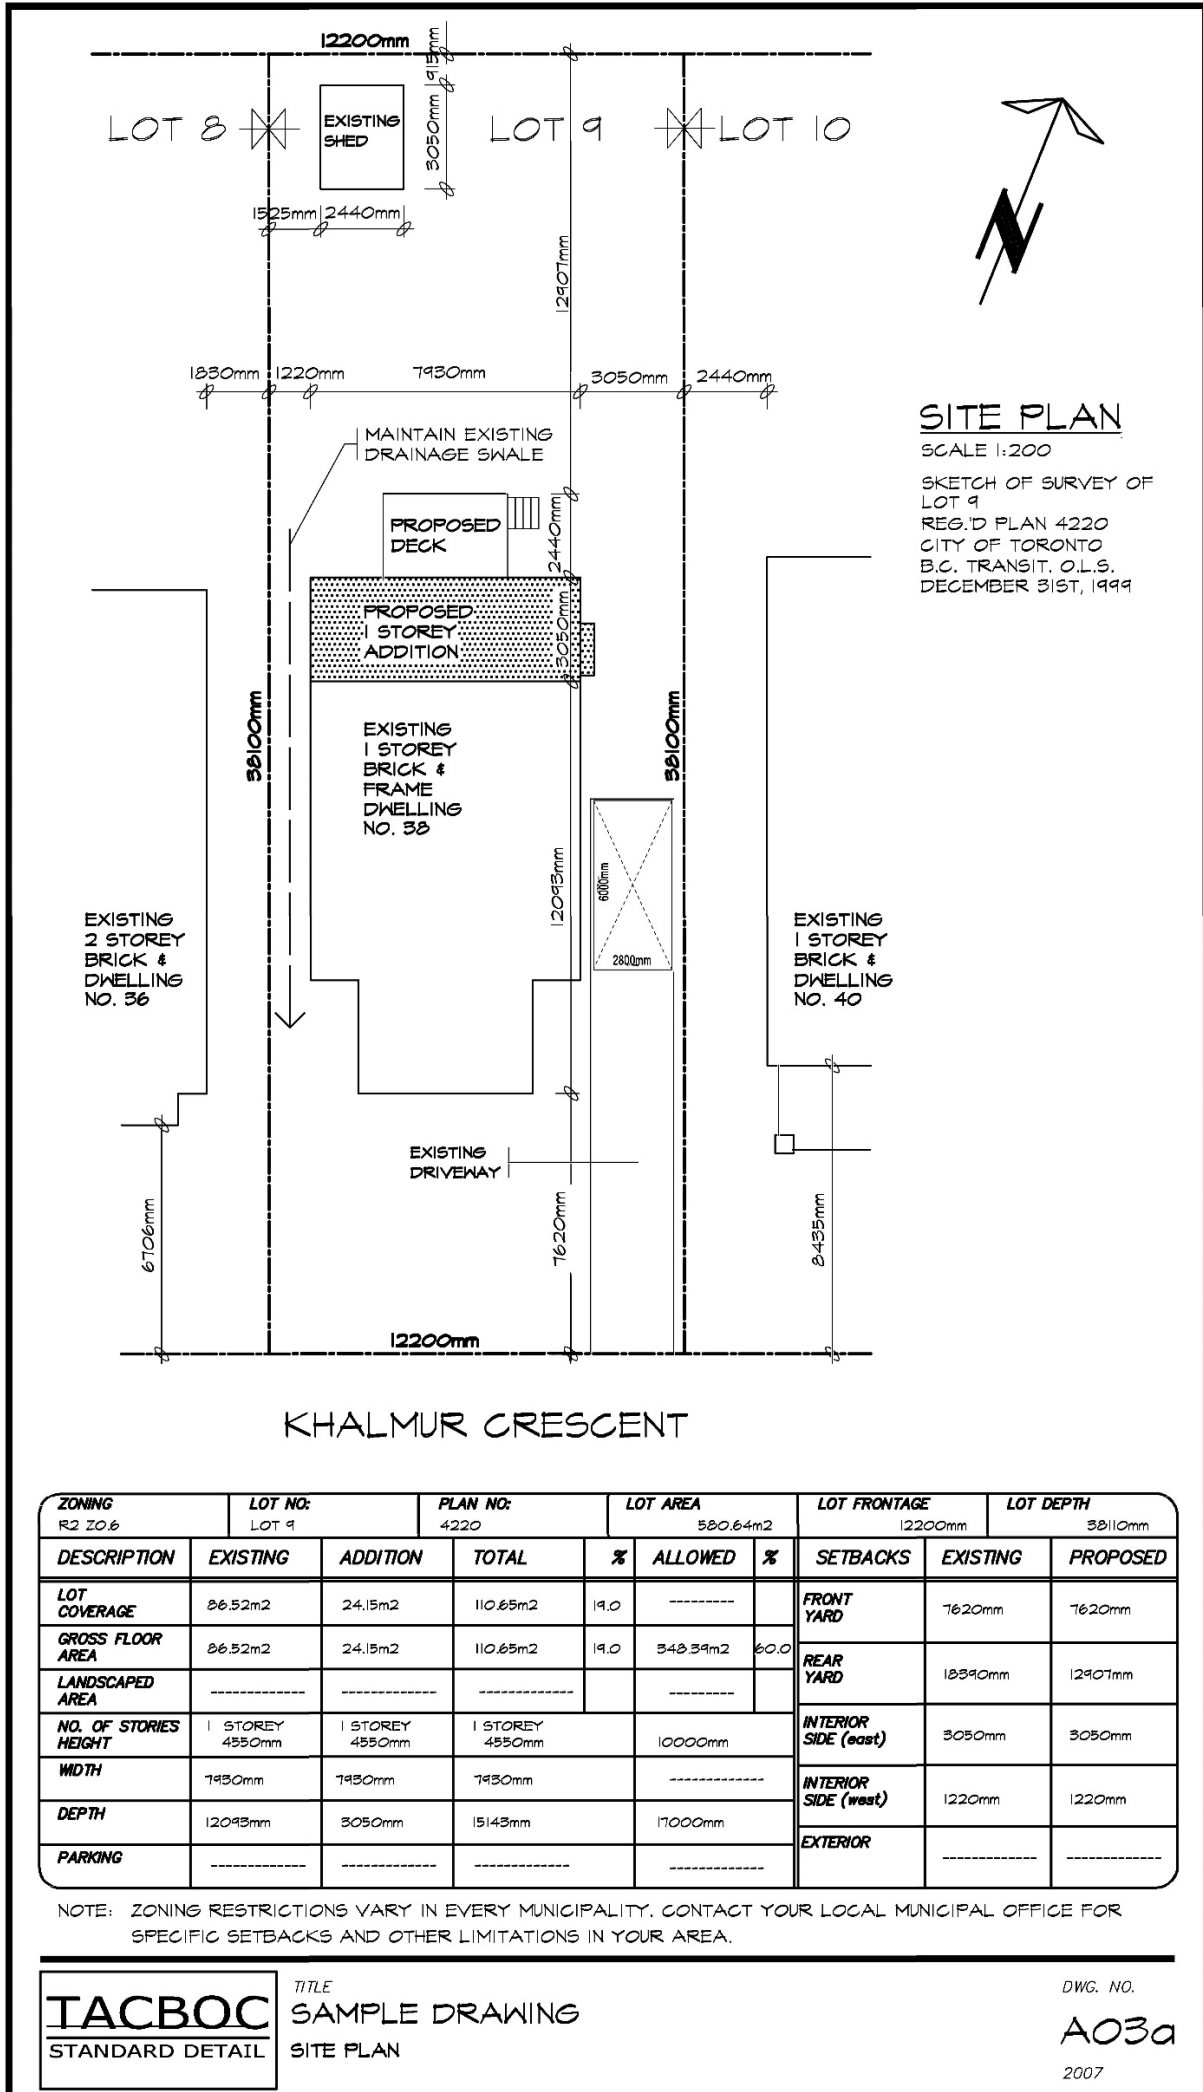 12200mm
915mm
LOT 8
EXISTING
SHED
3050mm
LOT 9
LOT 10
1525mm
2440mm
12907mm
N
1830mm
1220mm
7930mm
3050mm
2440mm
SITE PLAN
SCALE 1:200
SKETCH OF SURVEY OF
LOT 9
REG.'D PLAN 4220
CITY OF TORONTO
B.C. TRANSIT. O.L.S.
DECEMBER 31ST, 1999
MAINTAIN EXISTING
DRAINAGE SWALE
PROPOSED
DECK
2440mm
PROPOSED
1 STOREY
ADDITION
3050mm
38100mm
38100mm
EXISTING
1 STOREY
BRICK &
FRAME
DWELLING
NO. 38
12093mm
6000mm
2800mm
EXISTING
2 STOREY
BRICK &
DWELLING
NO. 36
EXISTING
1 STOREY
BRICK &
DWELLING
NO. 40
EXISTING
DRIVEWAY
6706mm
7620mm
8435mm
12200mm
KHALMUR CRESCENT
ZONING LOT NO: PLAN NO: LOT AREA LOT FRONTAGE LOT DEPTH
R2 Z0.6 LOT 9 4220 580.64m2 12200mm 38110mm
DESCRIPTION EXISTING ADDITION TOTAL % ALLOWED % SETBACKS EXISTING PROPOSED
LOT
COVERAGE
86.52m2 24.15m2 110.65m2 19.0 ---------
FRONT
YARD
7620mm 7620mm
GROSS FLOOR
AREA
86.52m2 24.15m2 110.65m2 19.0 348.39m2 60.0
REAR
YARD
18390mm 12907mm
LANDSCAPED
AREA
------------- ------------- ------------- ---------
NO. OF STORIES
HEIGHT
1 STOREY
4550mm
1 STOREY
4550mm
1 STOREY
4550mm
10000mm
INTERIOR
SIDE (east)
3050mm 3050mm
WIDTH
7930mm 7930mm 7930mm -------------
INTERIOR
SIDE (west)
1220mm 1220mm
DEPTH
12093mm 3050mm 15143mm 17000mm
EXTERIOR
------------- -------------
PARKING
------------- ------------- ------------- -------------
NOTE: ZONING RESTRICTIONS VARY IN EVERY MUNICIPALITY. CONTACT YOUR LOCAL MUNICIPAL OFFICE FOR
SPECIFIC SETBACKS AND OTHER LIMITATIONS IN YOUR AREA.
TACBOC
STANDARD DETAIL
TITLE
SAMPLE DRAWING
SITE PLAN
DWG. NO.
A03a
2007